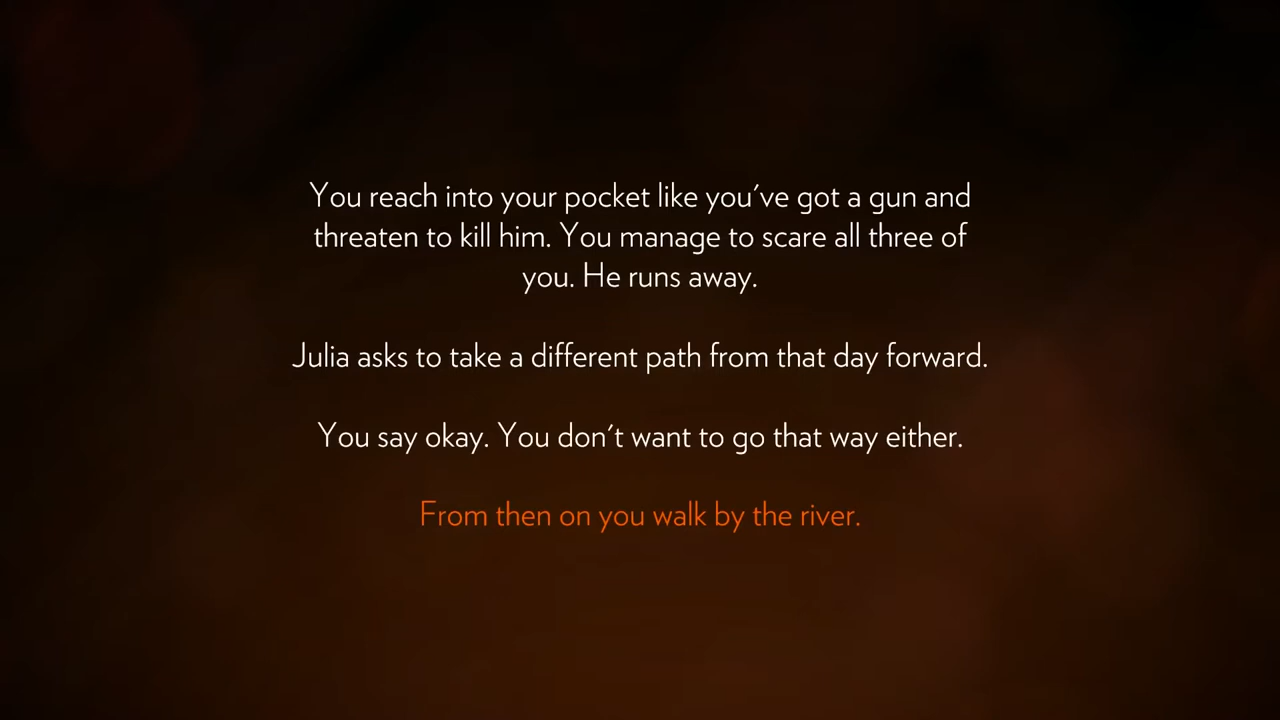 You reach into your pocket like you've got a gun and
threaten to kill him. You manage to scare all three of
you. He runs away.
Julia asks to take a different path from that day forward.
You say okay. You don't want to go that way either.
From then on you walk by the river.